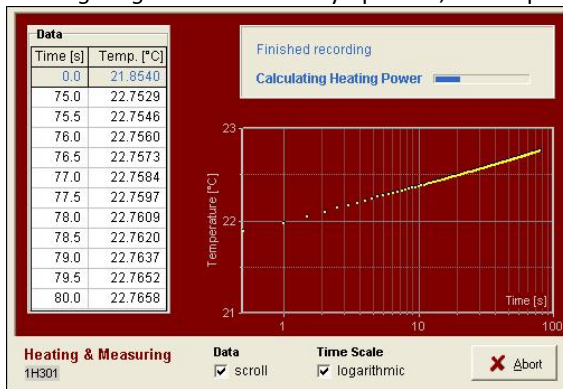 Data
Time [s] Temp. [°C]
0.0 21.8540
75.0 22.7529
75.5 22.7546
76.0 22.7560
76.5 22.7573
77.0 22.7584
77.5 22.7597
78.0 22.7609
78.5 22.7620
79.0 22.7637
79.5 22.7652
80.0 22.7658
Finished recording
Calculating Heating Power
23
22
21
Temperature [°C]
Time [s]
1 10 100
Heating & Measuring
1H301
Data
scroll
Time Scale
logarithmic
Abort